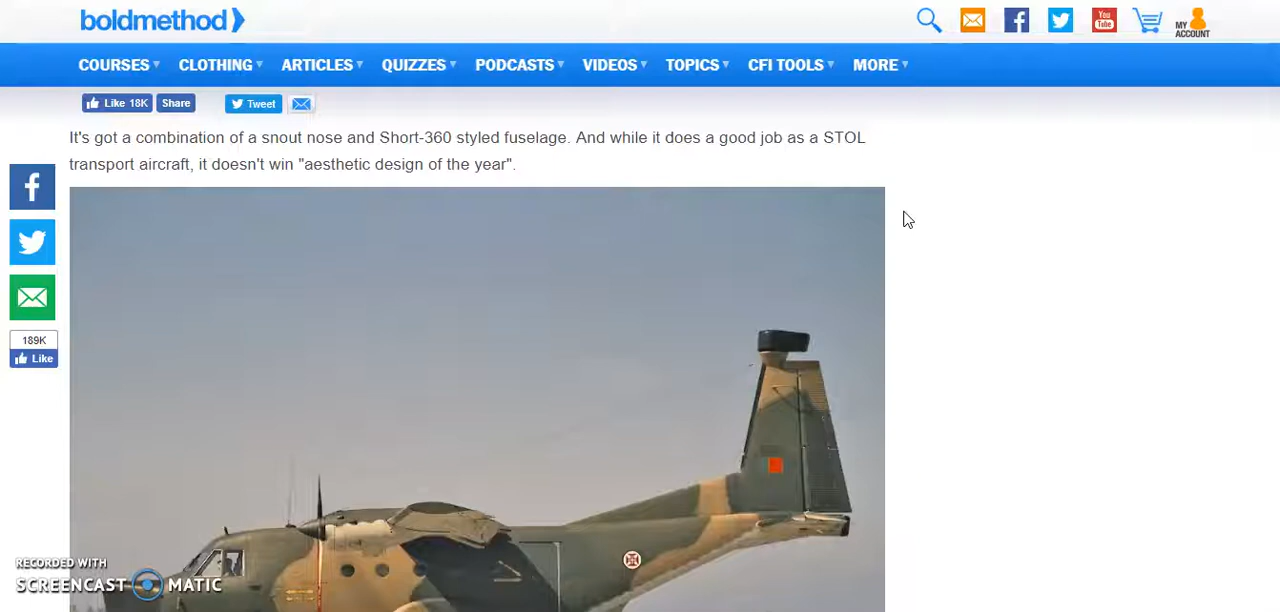 boldmethod
You
Tube
MY
ACCOUNT
COURSES CLOTHING ARTICLES QUIZZES PODCASTS VIDEOS TOPICS CFI TOOLS MORE
Like 18K Share Tweet
It's got a combination of a snout nose and Short-360 styled fuselage. And while it does a good job as a STOL
transport aircraft, it doesn't win "aesthetic design of the year".
189K
Like
RECORDED WITH
SCREENCAST MATIC